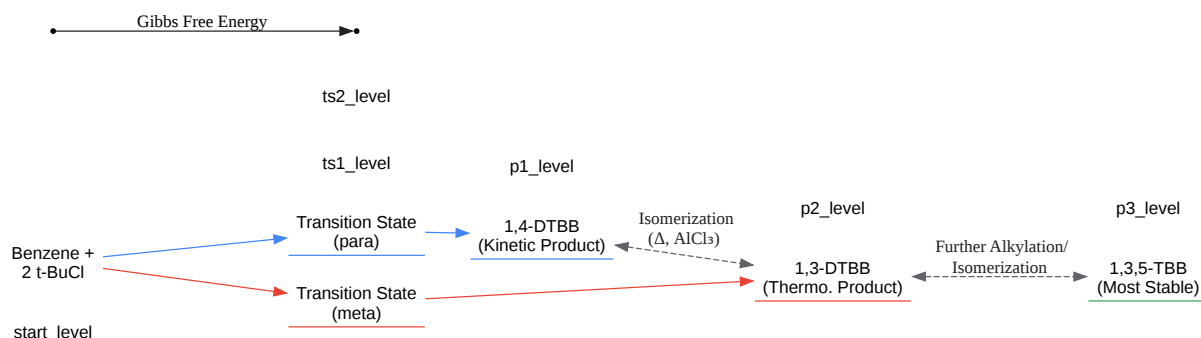 Gibbs Free Energy
ts2_level
ts1_level
p1_level
p2_level
p3_level
Transition State
(para)
1,4-DTBB
(Kinetic Product)
Isomerization
(Δ, AlCl₃)
Benzene +
2 t-BuCl
Transition State
(meta)
1,3-DTBB
(Thermo. Product)
Further Alkylation/
Isomerization
1,3,5-TBB
(Most Stable)
start_level